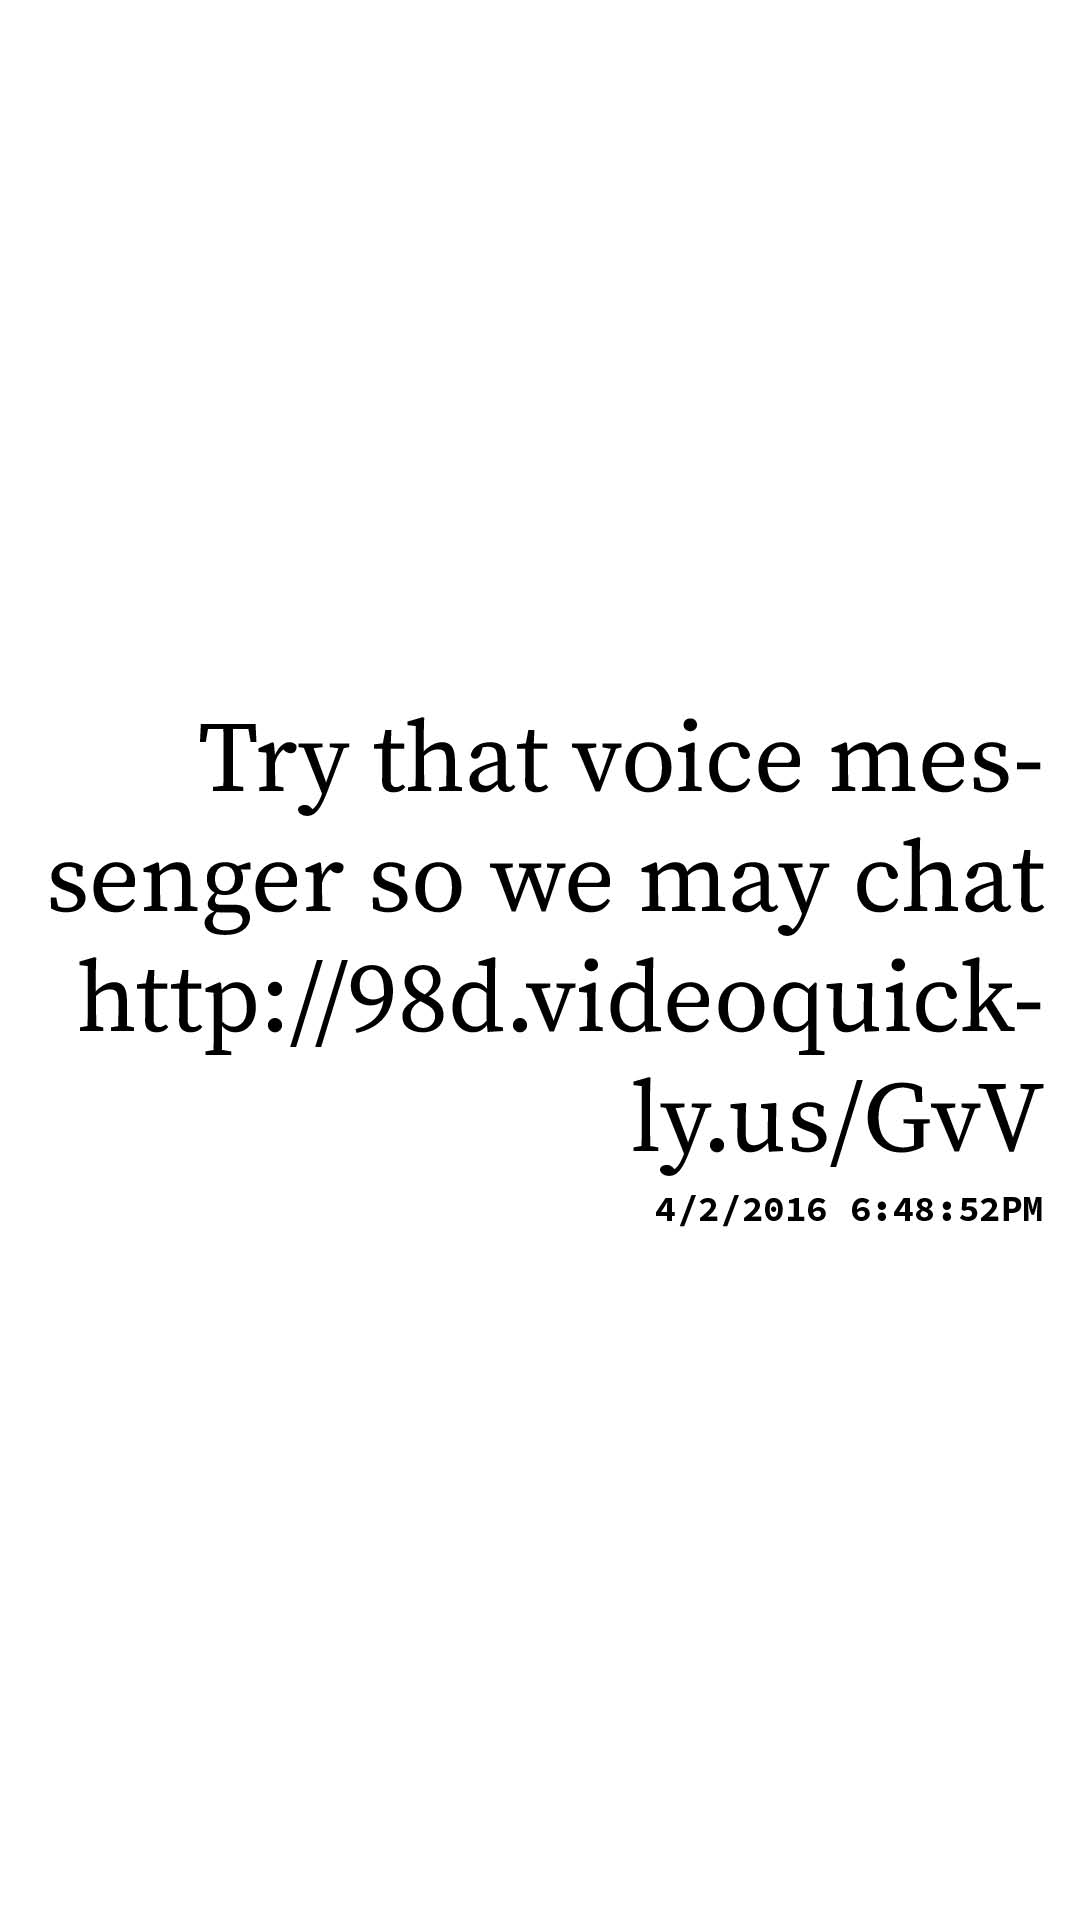 Try that voice mes-
senger so we may chat
http://98d.videoquick-
ly.us/GvV
4/2/2016 6:48:52PM